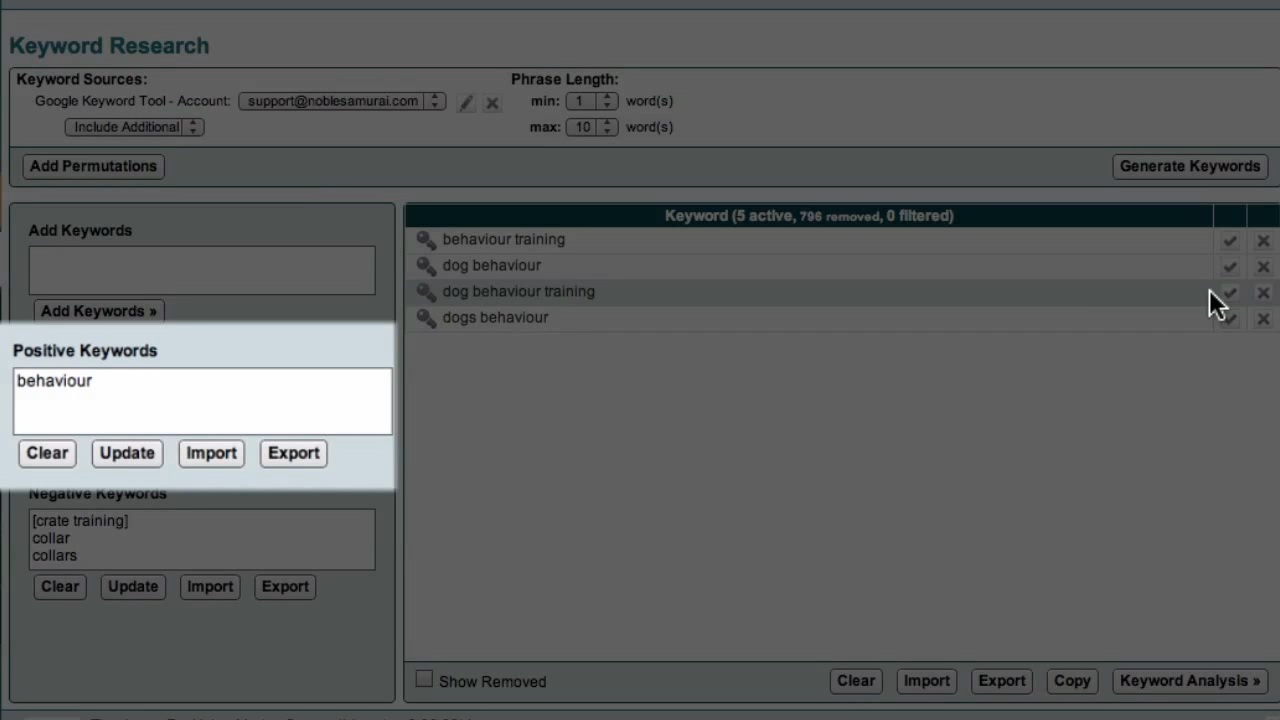 Keyword Research
Keyword Sources:
Phrase Length:
Google Keyword Tool - Account: support@noblesamurai.com
min: 1 word(s)
Include Additional
max: 10 word(s)
Add Permutations
Generate Keywords
Add Keywords
Add Keywords »
Positive Keywords
behaviour
Clear Update Import Export
Negative Keywords
[crate training]
collar
collars
Clear Update Import Export
Keyword (5 active, 796 removed, 0 filtered)
behaviour training
dog behaviour
dog behaviour training
dogs behaviour
Show Removed
Clear Import Export Copy Keyword Analysis »